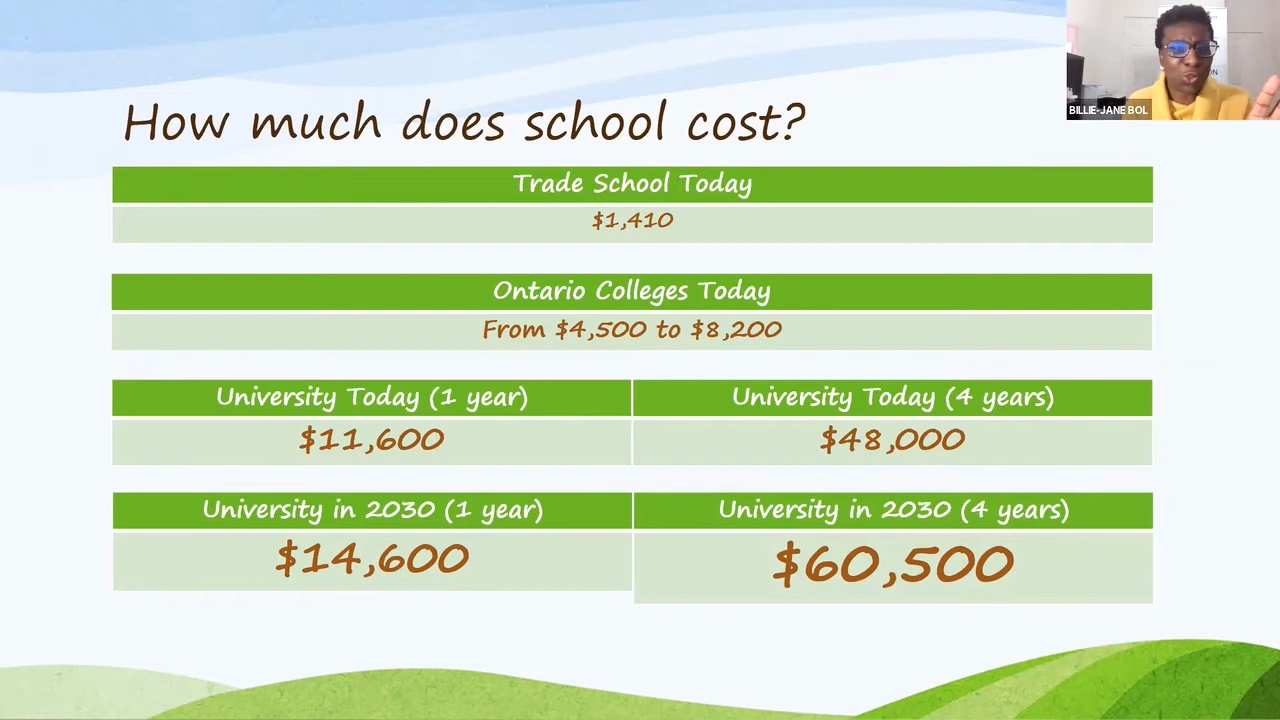 BILLIE-JANE BOL
How much does school cost?
Trade School Today
$1,410
Ontario Colleges Today
From $4,500 to $8,200
University Today (1 year)
University Today (4 years)
$11,600
$48,000
University in 2030 (1 year)
University in 2030 (4 years)
$14,600
$60,500